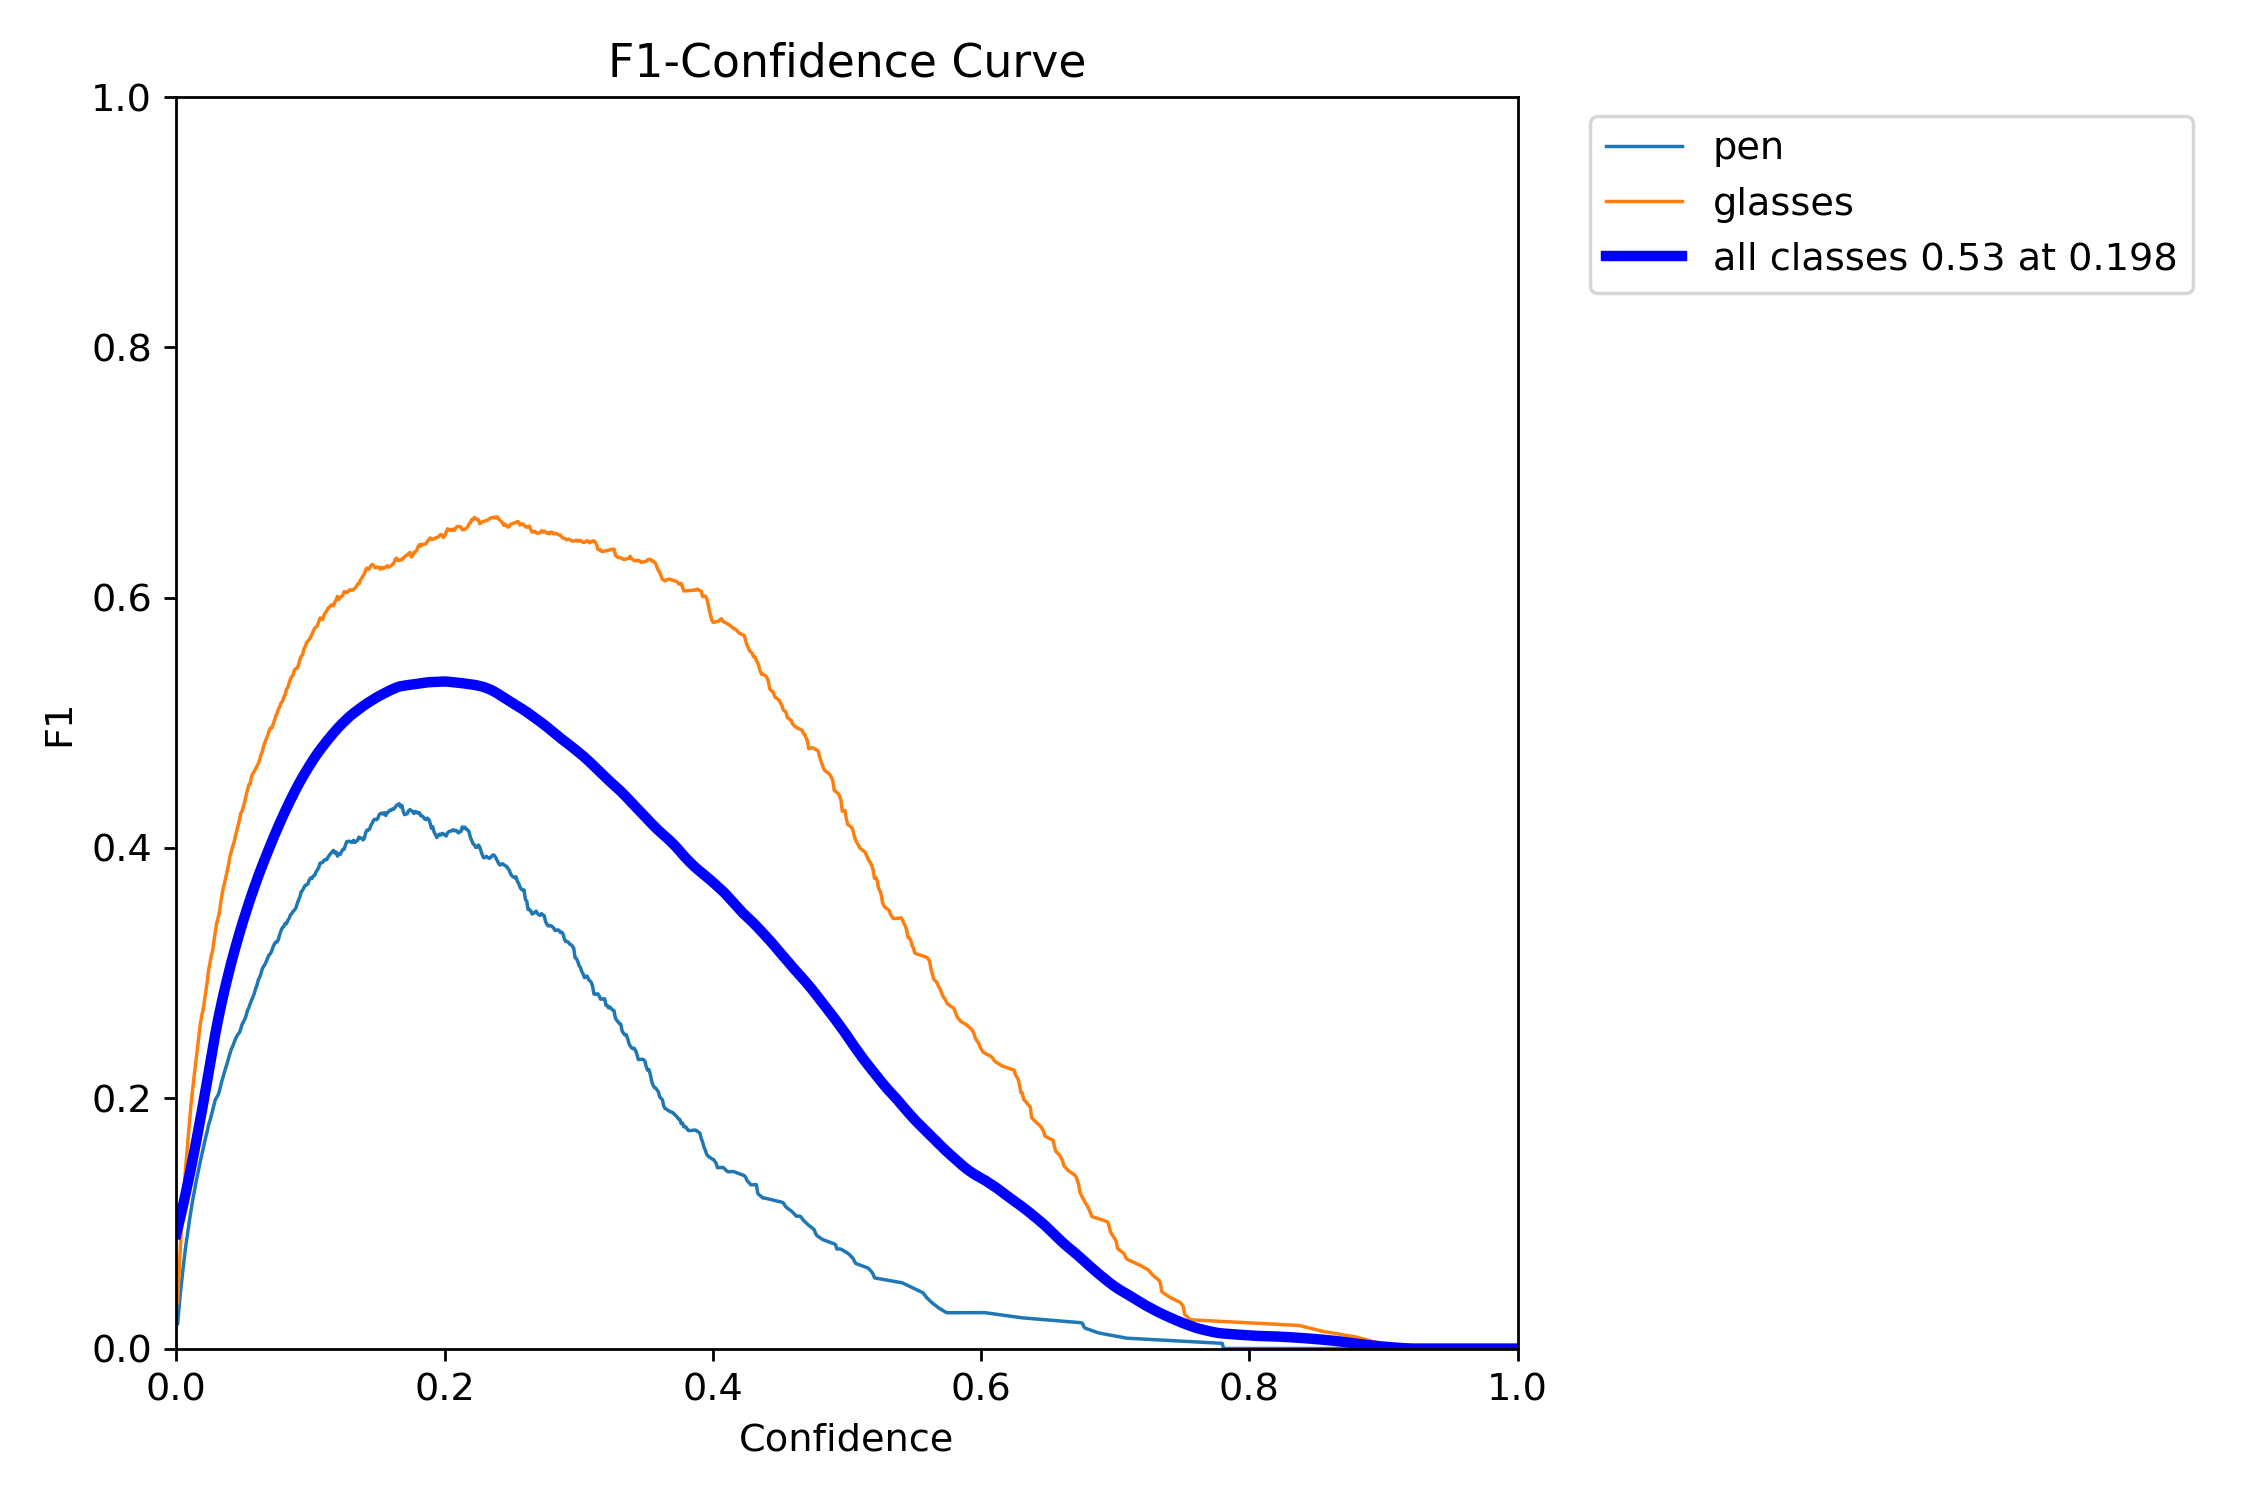 F1-Confidence Curve
1.0
0.8
0.6
0.4
0.2
0.0
F1
0.0 0.2 0.4 0.6 0.8 1.0
Confidence
pen
glasses
all classes 0.53 at 0.198